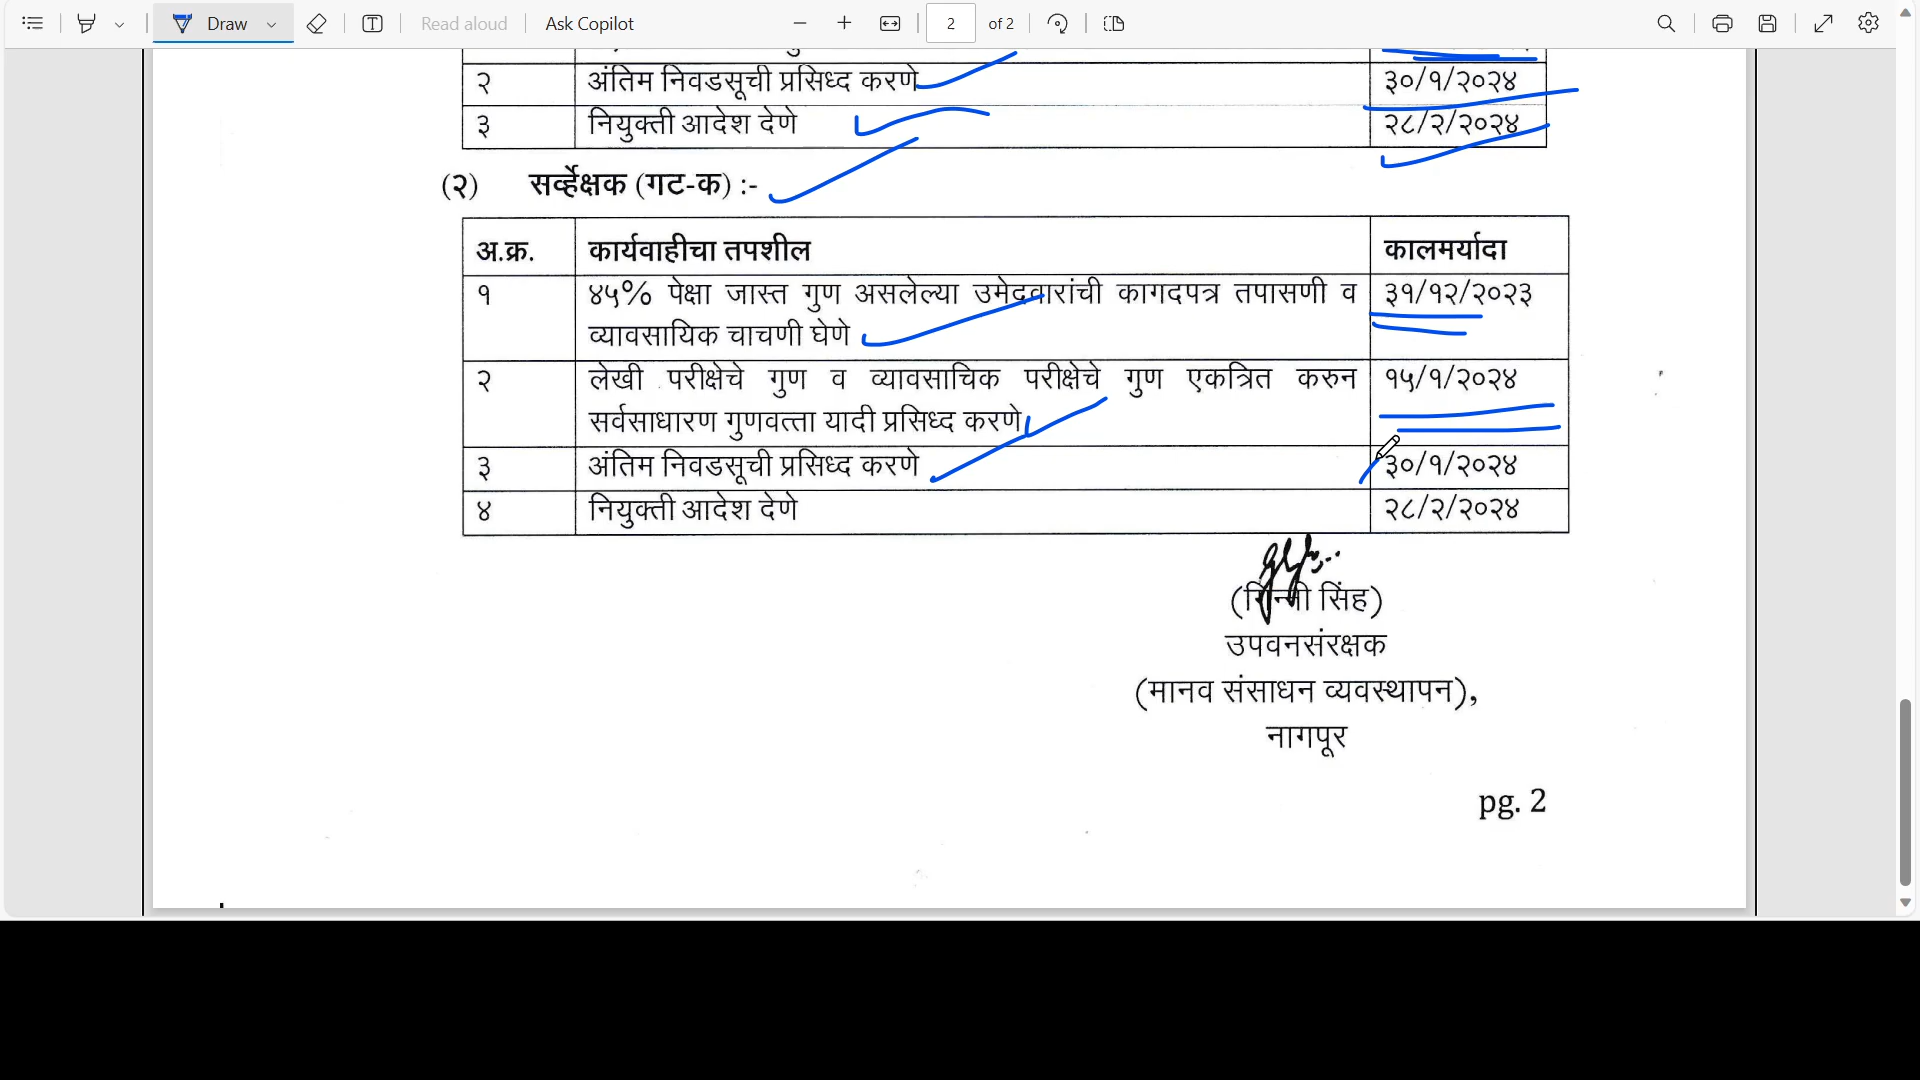 Draw
Read aloud
Ask Copilot
2
of 2
२ अंतिम निवडसूची प्रसिध्द करणे ३०/१/२०२४
३ नियुक्ती आदेश देणे २८/२/२०२४
(२) सर्व्हेक्षक (गट-क) :-
अ.क्र. कार्यवाहीचा तपशील कालमर्यादा
१ ४५% पेक्षा जास्त गुण असलेल्या उमेदवारांची कागदपत्र तपासणी व ३१/१२/२०२३
व्यावसायिक चाचणी घेणे
२ लेखी परीक्षेचे गुण व व्यावसाचिक परीक्षेचे गुण एकत्रित करुन १५/१/२०२४
सर्वसाधारण गुणवत्ता यादी प्रसिध्द करणे
३ अंतिम निवडसूची प्रसिध्द करणे ३०/१/२०२४
४ नियुक्ती आदेश देणे २८/२/२०२४
सिंह)
उपवनसंरक्षक
(मानव संसाधन व्यवस्थापन),
नागपूर
pg. 2